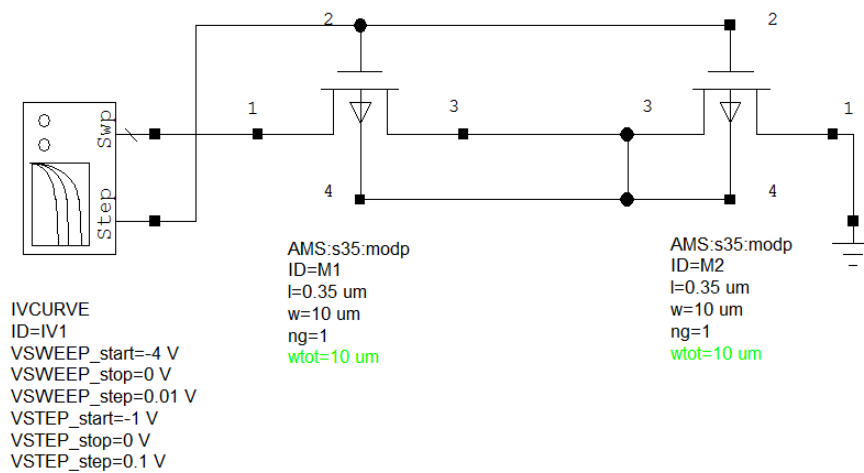 2
2
1
3
3
1
Swp
Step
4
4
AMS:s35:modp
ID=M1
l=0.35 um
w=10 um
ng=1
wtot=10 um
AMS:s35:modp
ID=M2
l=0.35 um
w=10 um
ng=1
wtot=10 um
IVCURVE
ID=IV1
VSWEEP_start=-4 V
VSWEEP_stop=0 V
VSWEEP_step=0.01 V
VSTEP_start=-1 V
VSTEP_stop=0 V
VSTEP_step=0.1 V